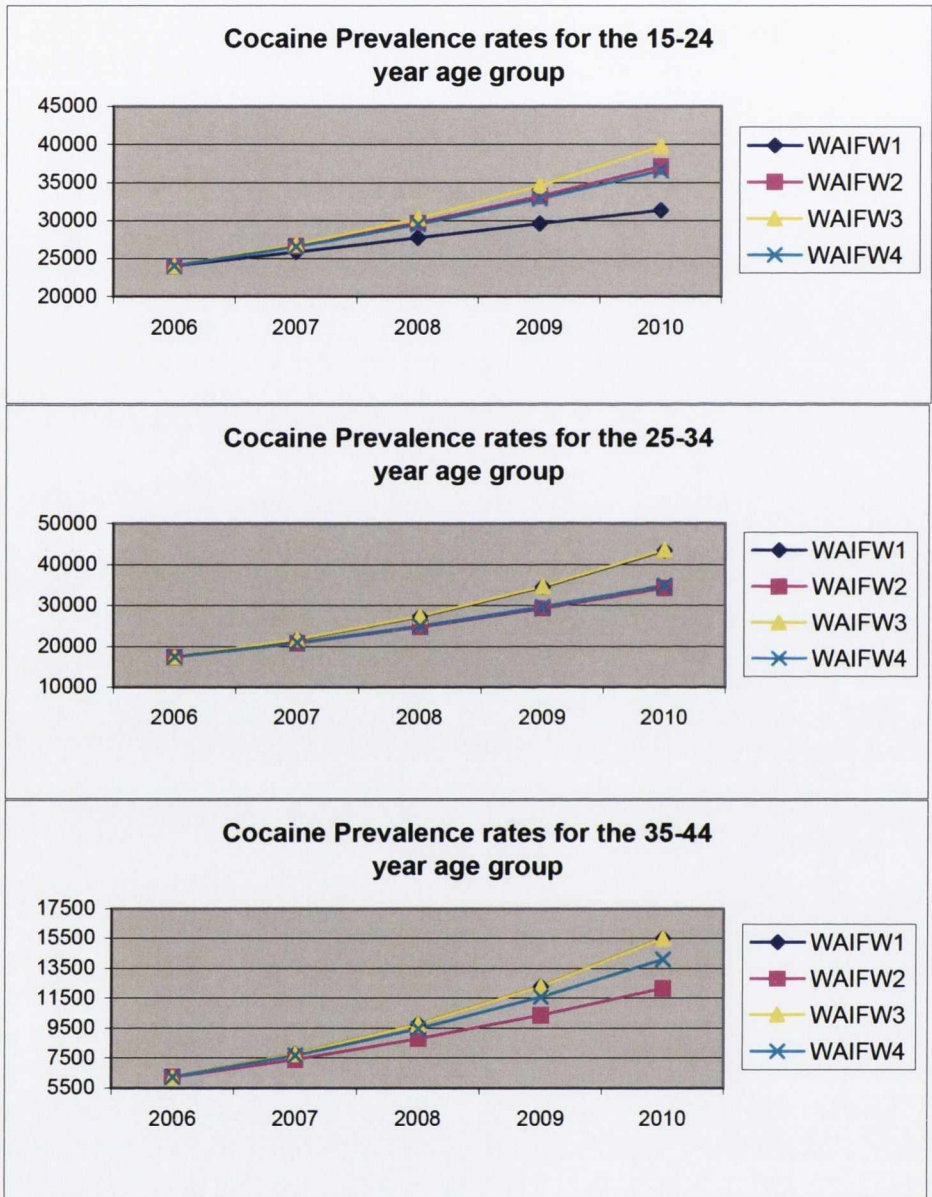 Cocaine Prevalence rates for the 15-24
year age group
45000
40000
35000
30000
25000
20000
2006 2007 2008 2009 2010
WAIFW1
WAIFW2
WAIFW3
WAIFW4
Cocaine Prevalence rates for the 25-34
year age group
50000
40000
30000
20000
10000
2006 2007 2008 2009 2010
WAIFW1
WAIFW2
WAIFW3
WAIFW4
Cocaine Prevalence rates for the 35-44
year age group
17500
15500
13500
11500
9500
7500
5500
2006 2007 2008 2009 2010
WAIFW1
WAIFW2
WAIFW3
WAIFW4